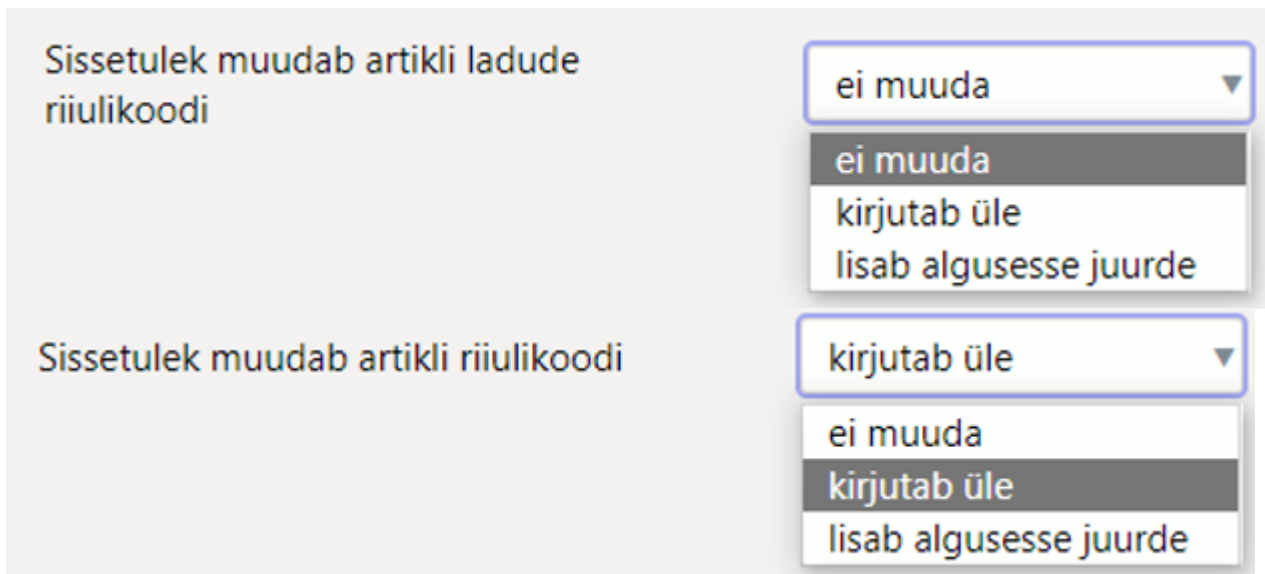 Sissetulek muudab artikli ladude
riiulikoodi
ei muuda
ei muuda
kirjutab üle
lisab algusesse juurde
Sissetulek muudab artikli riiulikoodi
kirjutab üle
ei muuda
kirjutab üle
lisab algusesse juurde